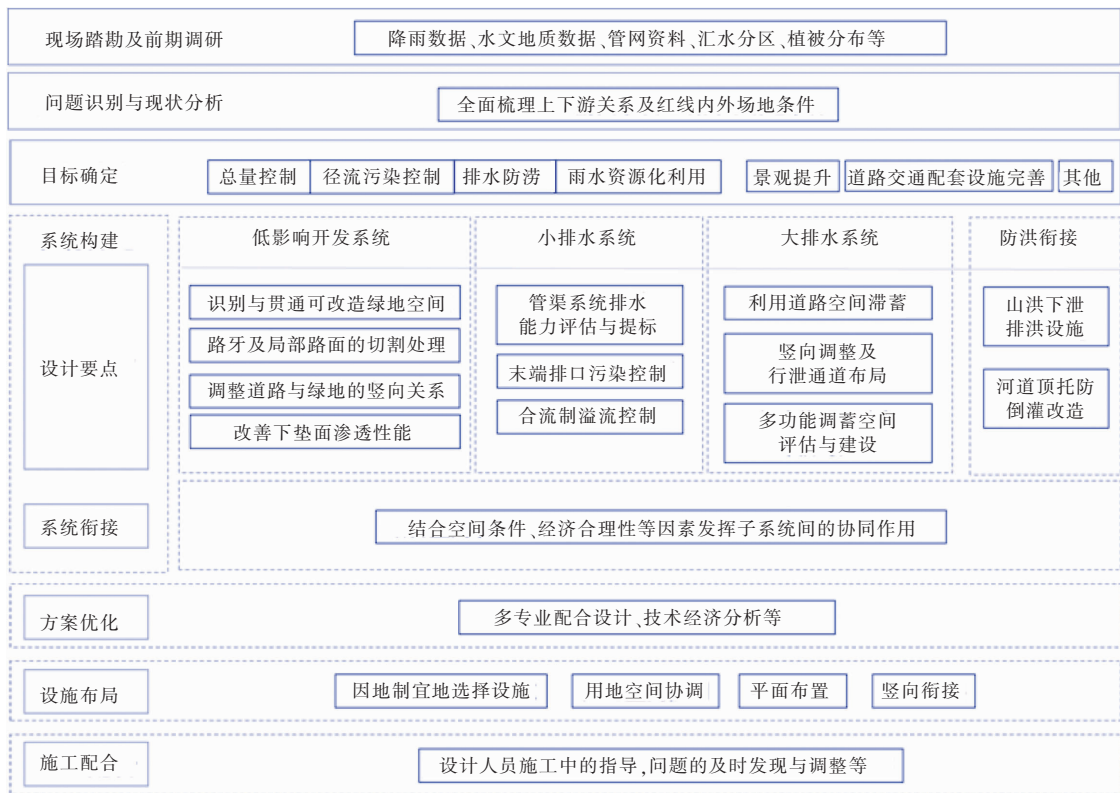 现场踏勘及前期调研
降雨数据、水文地质数据、管网资料、汇水分区、植被分布等
问题识别与现状分析
全面梳理上下游关系及红线内外场地条件
目标确定
总量控制
径流污染控制
排水防涝
雨水资源化利用
景观提升
道路交通配套设施完善
其他
系统构建
低影响开发系统
小排水系统
大排水系统
防洪衔接
设计要点
识别与贯通可改造绿地空间
路牙及局部路面的切割处理
调整道路与绿地的竖向关系
改善下垫面渗透性能
管渠系统排水
能力评估与提标
末端排口污染控制
合流制溢流控制
利用道路空间滞蓄
竖向调整及
行泄通道布局
多功能调蓄空间
评估与建设
山洪下泄
排洪设施
河道顶托防
倒灌改造
系统衔接
结合空间条件、经济合理性等因素发挥子系统间的协同作用
方案优化
多专业配合设计、技术经济分析等
设施布局
因地制宜地选择设施
用地空间协调
平面布置
竖向衔接
施工配合
设计人员施工中的指导,问题的及时发现与调整等